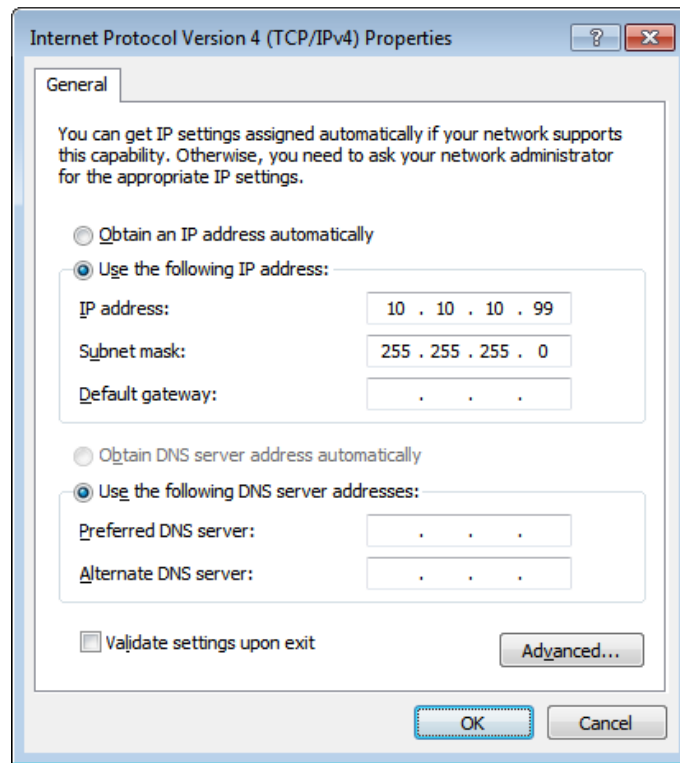 Internet Protocol Version 4 (TCP/IPv4) Properties
General
You can get IP settings assigned automatically if your network supports
this capability. Otherwise, you need to ask your network administrator
for the appropriate IP settings.
Obtain an IP address automatically
Use the following IP address:
IP address: 10 . 10 . 10 . 99
Subnet mask: 255 . 255 . 255 . 0
Default gateway: . . .
Obtain DNS server address automatically
Use the following DNS server addresses:
Preferred DNS server: . . .
Alternate DNS server: . . .
Validate settings upon exit
Advanced...
OK Cancel